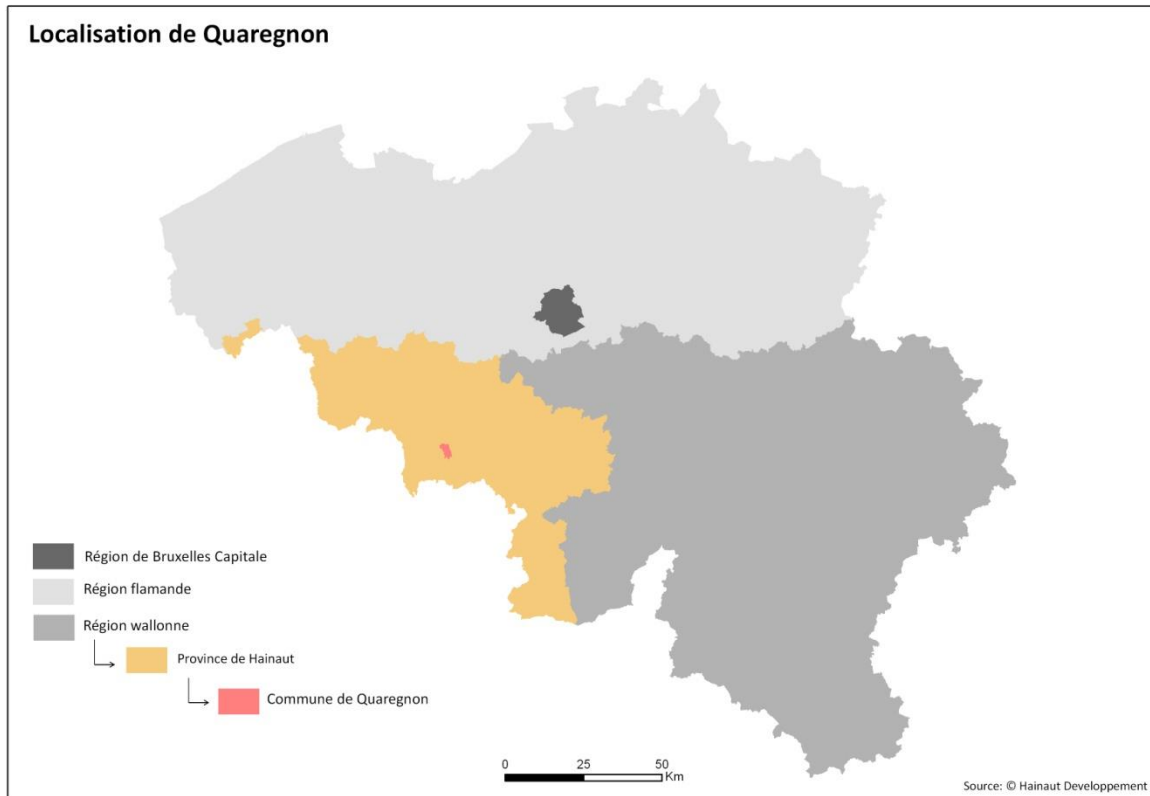 Localisation de Quaregnon
Région de Bruxelles Capitale
Région flamande
Région wallonne
Province de Hainaut
Commune de Quaregnon
0 25 50
Km
Source: © Hainaut Developpement